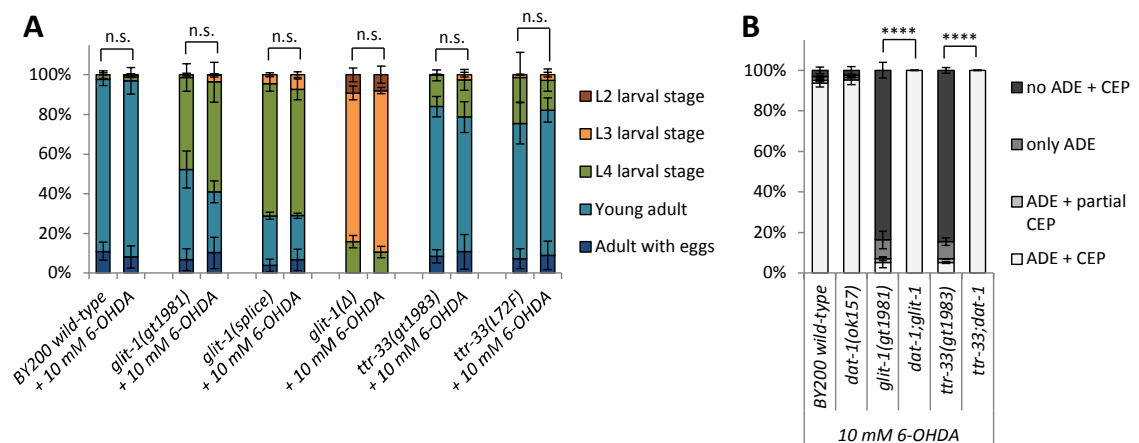 A
n.s.
n.s.
n.s.
n.s.
n.s.
n.s.
100%
80%
60%
40%
20%
0%
L2 larval stage
L3 larval stage
L4 larval stage
Young adult
Adult with eggs
BY200 wild-type
+ 10 mM 6-OHDA
glit-1(gt1981)
+ 10 mM 6-OHDA
glit-1(splice)
+ 10 mM 6-OHDA
glit-1(Δ)
+ 10 mM 6-OHDA
ttr-33(gt1983)
+ 10 mM 6-OHDA
ttr-33(L72F)
+ 10 mM 6-OHDA
B
****
****
100%
80%
60%
40%
20%
0%
no ADE + CEP
only ADE
ADE + partial
CEP
ADE + CEP
BY200 wild-type
dat-1(ok157)
glit-1(gt1981)
dat-1;glit-1
ttr-33(gt1983)
ttr-33;dat-1
10 mM 6-OHDA